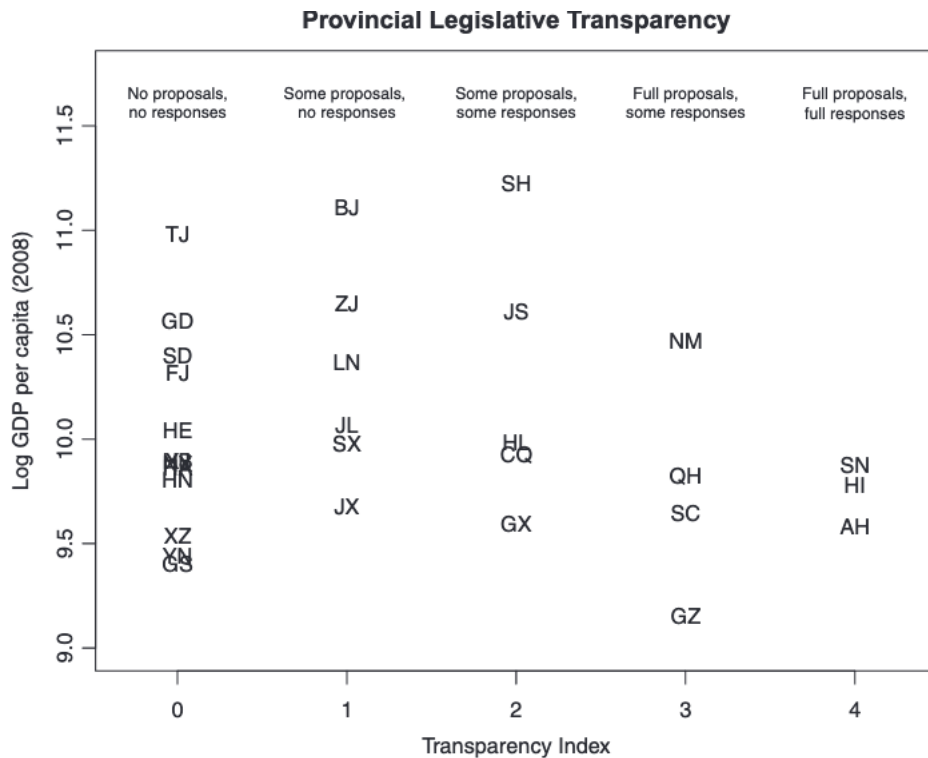 Provincial Legislative Transparency
No proposals,
no responses
Some proposals,
no responses
Some proposals,
some responses
Full proposals,
some responses
Full proposals,
full responses
Log GDP per capita (2008)
11.5
11.0
10.5
10.0
9.5
9.0
TJ
GD
SD
FJ
HE
HN
XZ
YN
GS
BJ
ZJ
LN
JL
SX
JX
SH
JS
HL
CQ
GX
NM
QH
SC
GZ
SN
HI
AH
0 1 2 3 4
Transparency Index